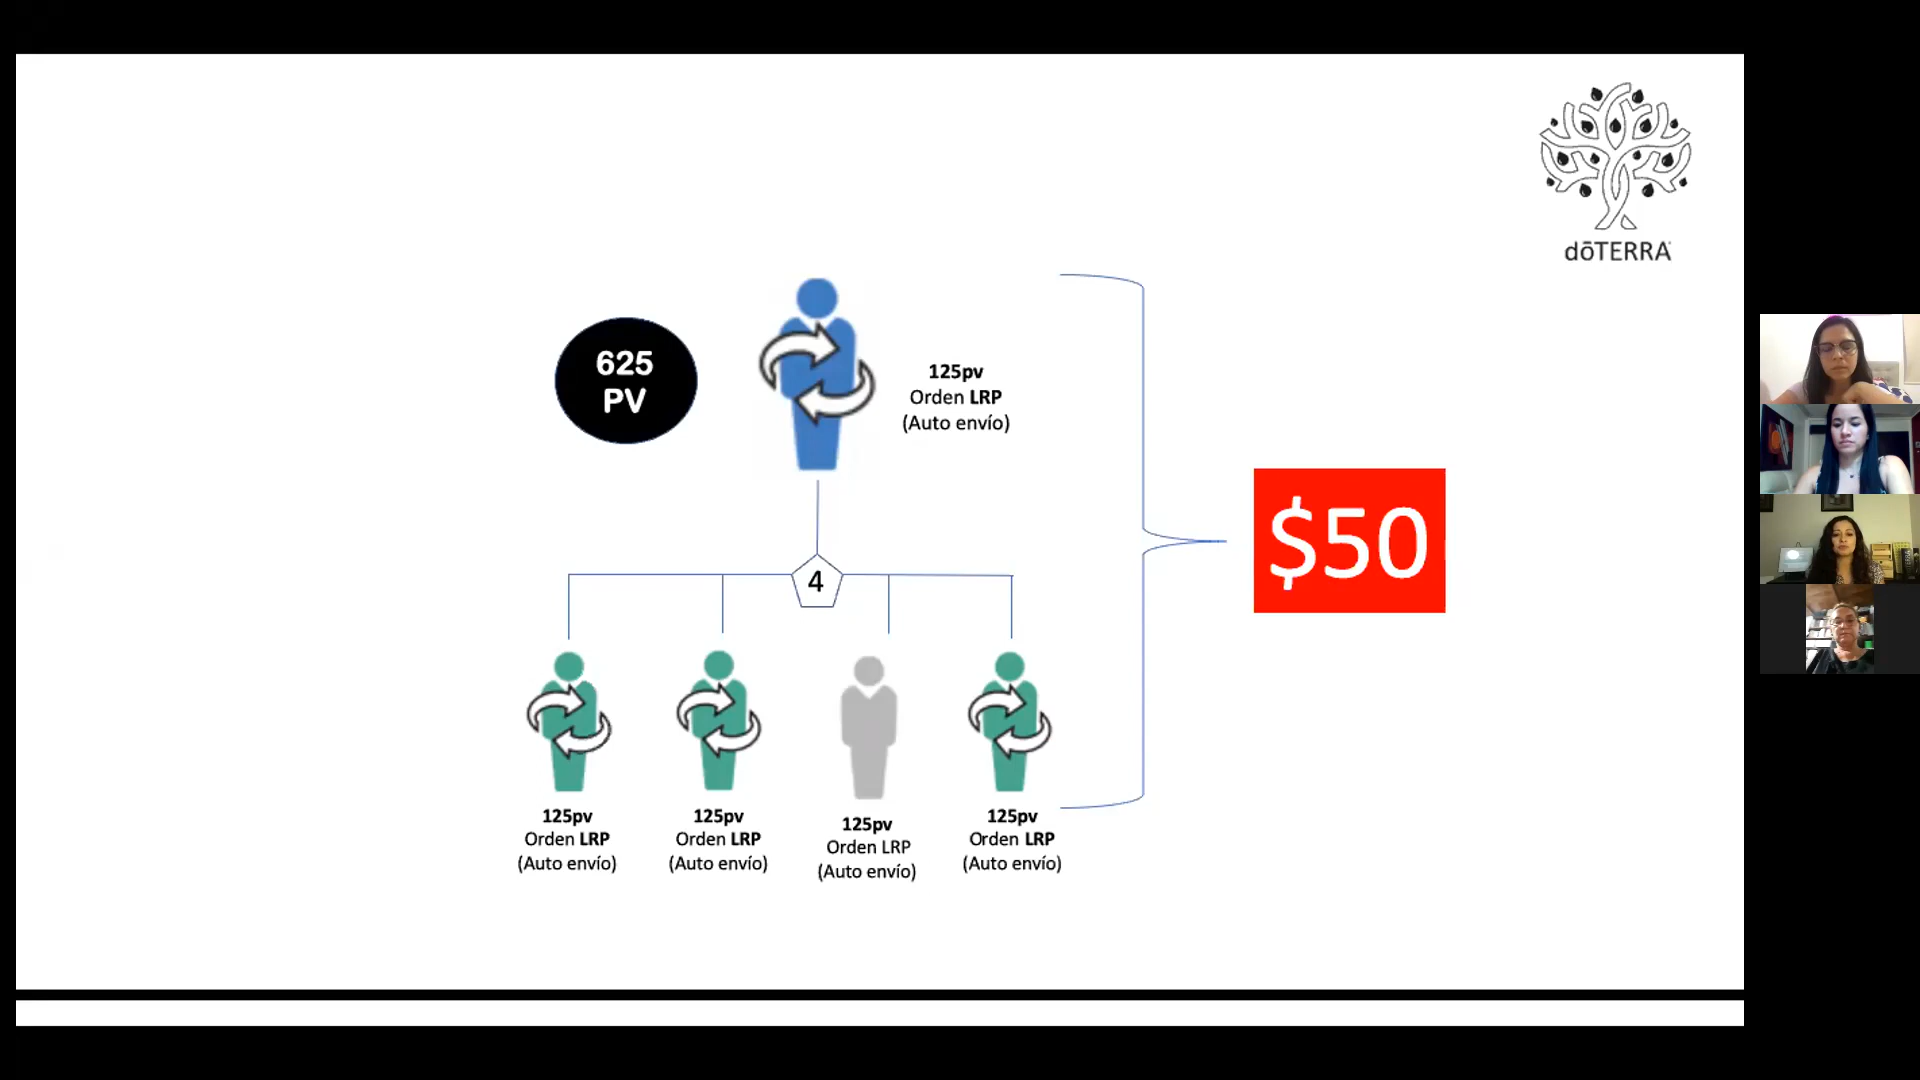 dōTERRA
625
PV
125pv
Orden LRP
(Auto envío)
$50
4
125pv
Orden LRP
(Auto envío)
125pv
Orden LRP
(Auto envío)
125pv
Orden LRP
(Auto envío)
125pv
Orden LRP
(Auto envío)